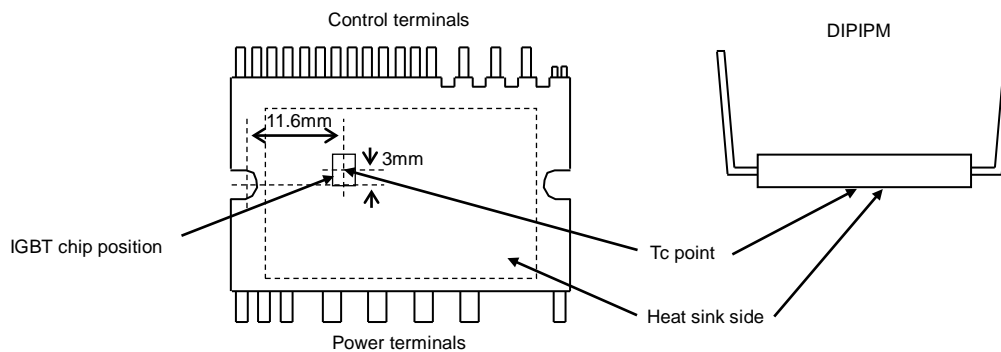 Control terminals
DIPIPM
11.6mm
3mm
IGBT chip position
Tc point
Heat sink side
Power terminals